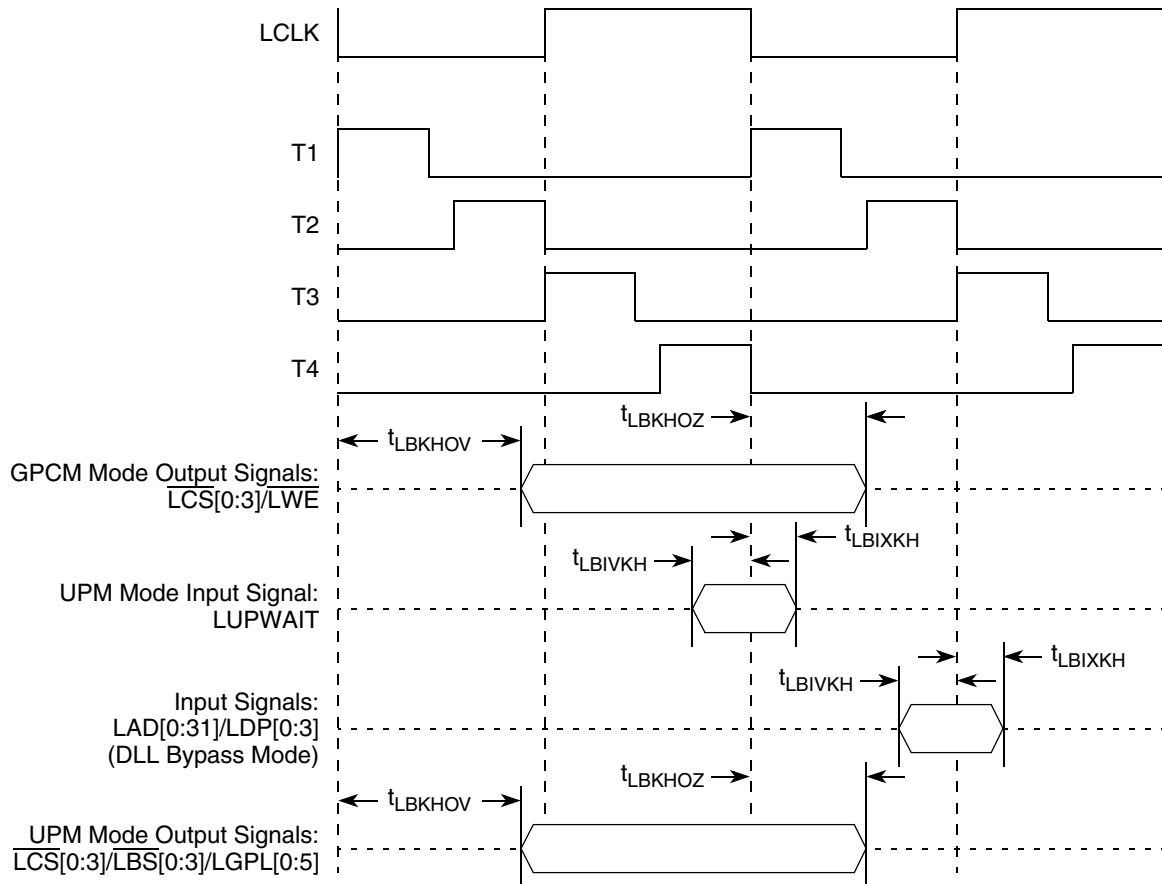 LCLK
T1
T2
T3
T4
tLBKHOZ
tLBKHOV
GPCM Mode Output Signals:
LCS[0:3]/LWE
tLBIXKH
tLBIVKH
UPM Mode Input Signal:
LUPWAIT
tLBIXKH
tLBIVKH
Input Signals:
LAD[0:31]/LDP[0:3]
(DLL Bypass Mode)
tLBKHOZ
tLBKHOV
UPM Mode Output Signals:
LCS[0:3]/LBS[0:3]/LGPL[0:5]